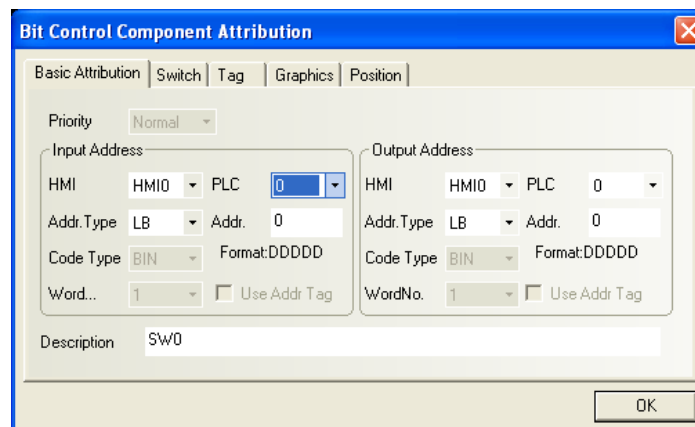 Bit Control Component Attribution
Basic Attribution Switch Tag Graphics Position
Priority Normal
Input Address Output Address
HMI HMI0 PLC 0 HMI HMI0 PLC 0
Addr.Type LB Addr. 0 Addr.Type LB Addr. 0
Code Type BIN Format:DDDDD Code Type BIN Format:DDDDD
Word... 1 Use Addr Tag WordNo. 1 Use Addr Tag
Description SW0
OK